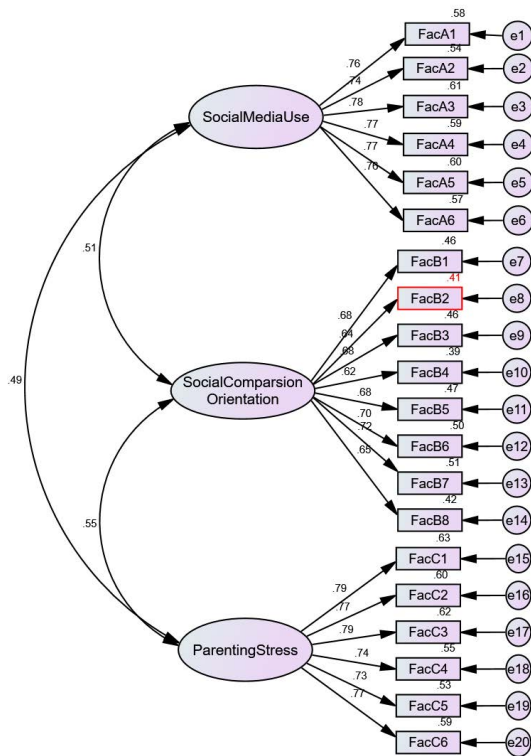 .58
FacA1
e1
.76
.54
FacA2
e2
.74
.61
FacA3
e3
.78
.59
FacA4
e4
.77
.60
FacA5
e5
.77
.57
FacA6
e6
.76
SocialMediaUse
.51
.49
.46
FacB1
e7
.68
.41
FacB2
e8
.64
.46
FacB3
e9
.68
.39
FacB4
e10
.62
.47
FacB5
e11
.68
.50
FacB6
e12
.70
.51
FacB7
e13
.72
.42
FacB8
e14
.65
SocialComparsion
Orientation
.55
.63
FacC1
e15
.79
.60
FacC2
e16
.77
.62
FacC3
e17
.79
.55
FacC4
e18
.74
.53
FacC5
e19
.73
.59
FacC6
e20
.77
ParentingStress